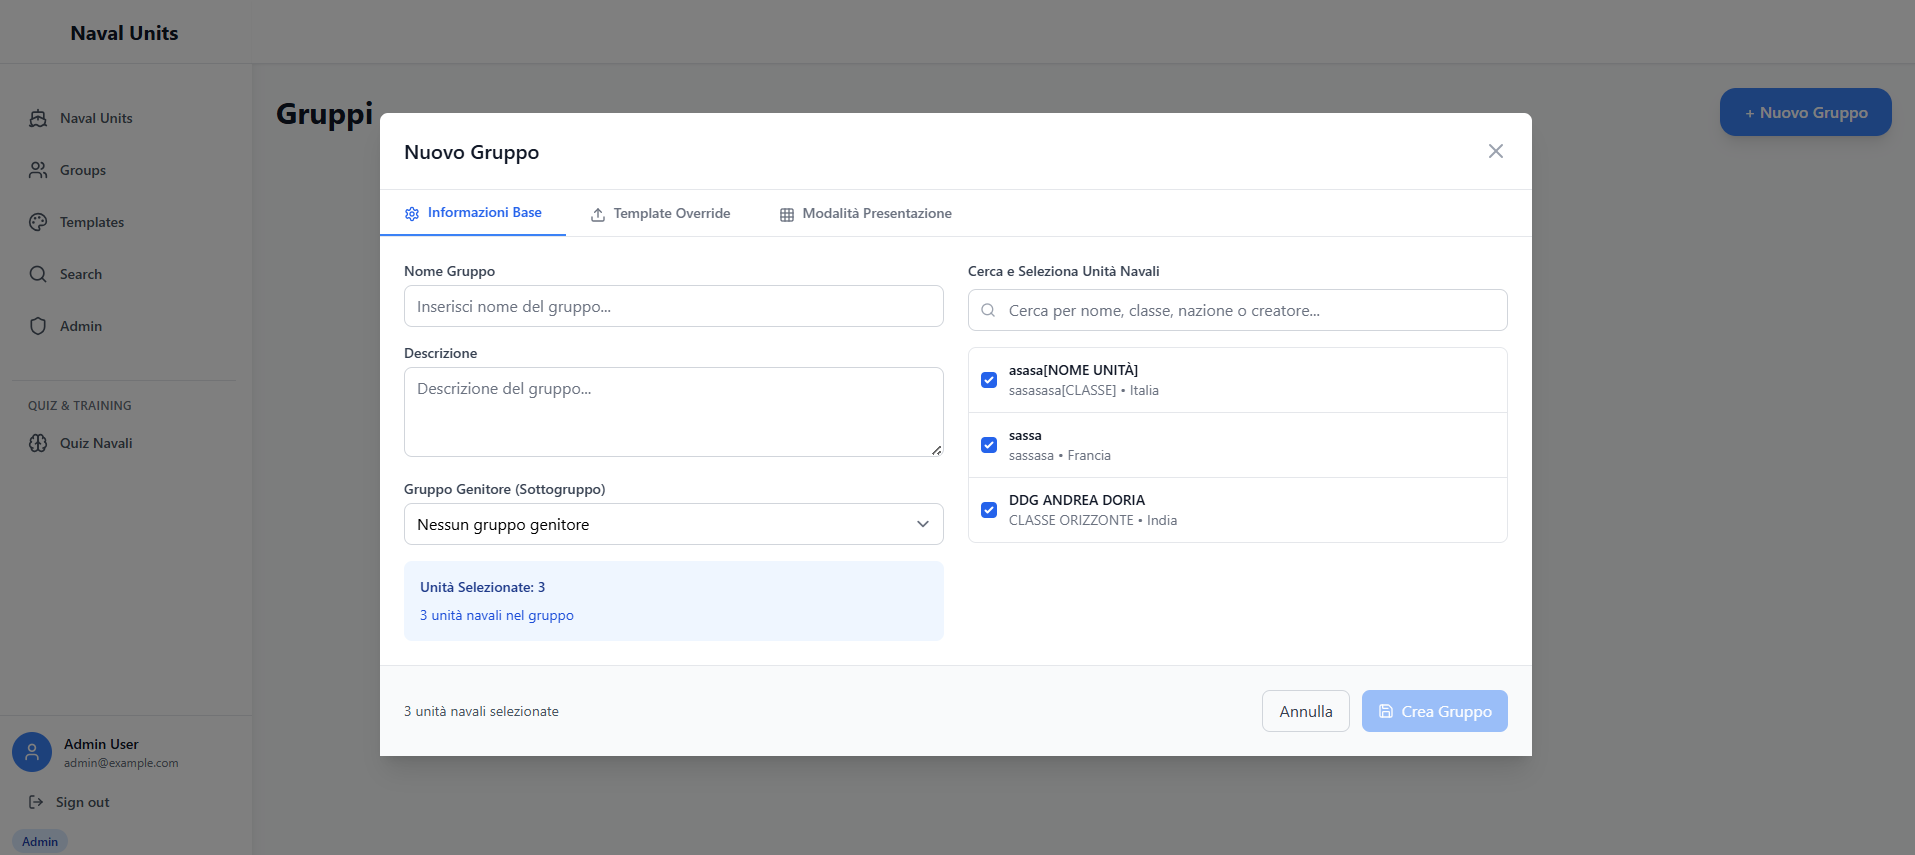 Naval Units
Naval Units
Groups
Templates
Search
Admin
QUIZ & TRAINING
Quiz Navali
Admin User
admin@example.com
Sign out
Admin
Gruppi
+ Nuovo Gruppo
Nuovo Gruppo
Informazioni Base
Template Override
Modalità Presentazione
Nome Gruppo
Inserisci nome del gruppo...
Descrizione
Descrizione del gruppo...
Gruppo Genitore (Sottogruppo)
Nessun gruppo genitore
Unità Selezionate: 3
3 unità navali nel gruppo
Cerca e Seleziona Unità Navali
Cerca per nome, classe, nazione o creatore...
asasa[NOME UNITÀ]
sasasasa[CLASSE] • Italia
sassa
sassasa • Francia
DDG ANDREA DORIA
CLASSE ORIZZONTE • India
3 unità navali selezionate
Annulla
Crea Gruppo